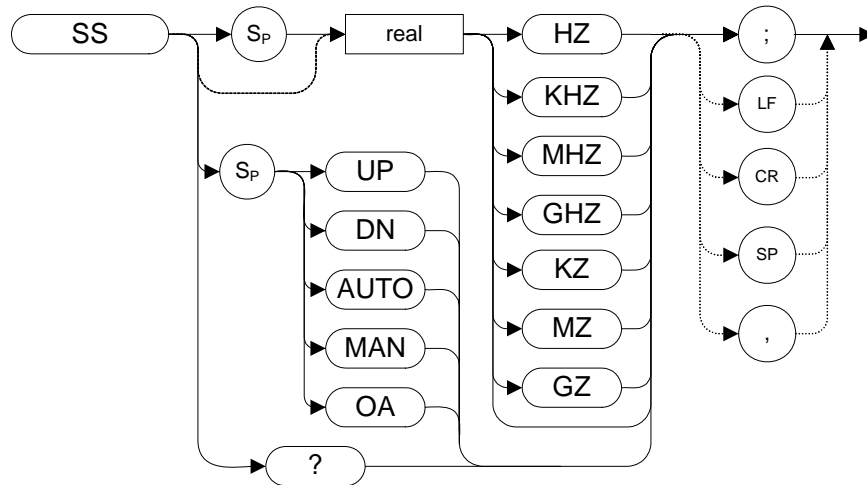 SS
SP
real
HZ
;
KHZ
LF
MHZ
CR
SP
UP
GHZ
DN
KZ
SP
AUTO
MZ
,
MAN
GZ
OA
?